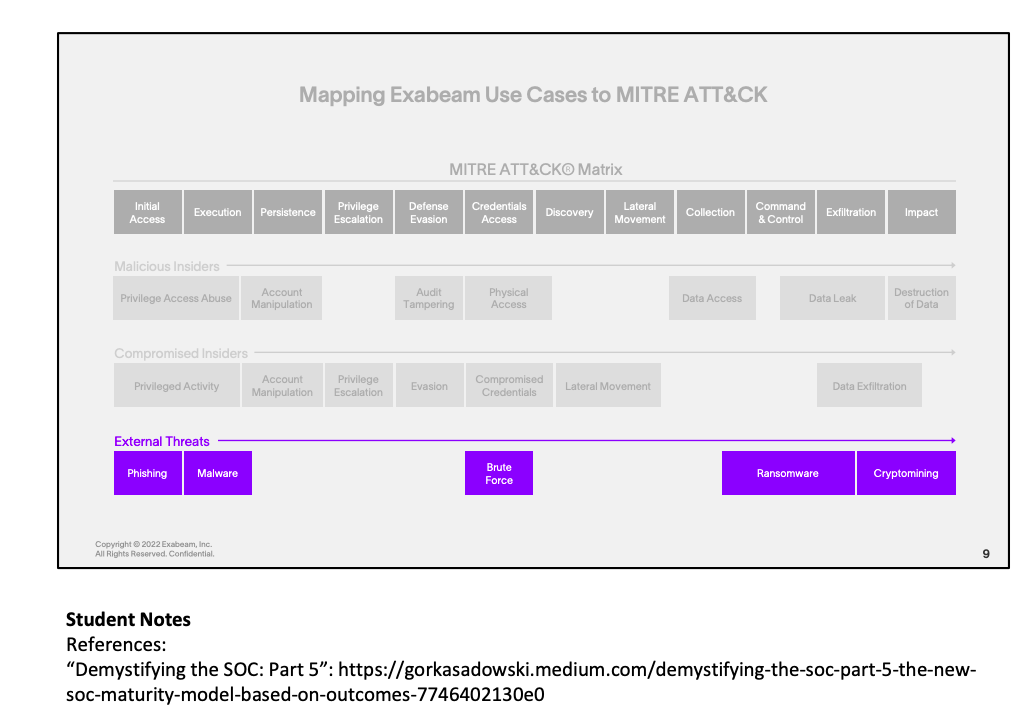 Mapping Exabeam Use Cases to MITRE ATT&CK
MITRE ATT&CK® Matrix
Initial
Access
Execution
Persistence
Privilege
Escalation
Defense
Evasion
Credentials
Access
Discovery
Lateral
Movement
Collection
Command
& Control
Exfiltration
Impact
Malicious Insiders
Privilege Access Abuse
Account
Manipulation
Audit
Tampering
Physical
Access
Data Access
Data Leak
Destruction
of Data
Compromised Insiders
Privileged Activity
Account
Manipulation
Privilege
Escalation
Evasion
Compromised
Credentials
Lateral Movement
Data Exfiltration
External Threats
Phishing
Malware
Brute
Force
Ransomware
Cryptomining
Copyright © 2022 Exabeam, Inc.
All Rights Reserved. Confidential.
9
Student Notes
References:
“Demystifying the SOC: Part 5”: https://gorkasadowski.medium.com/demystifying-the-soc-part-5-the-new-
soc-maturity-model-based-on-outcomes-7746402130e0